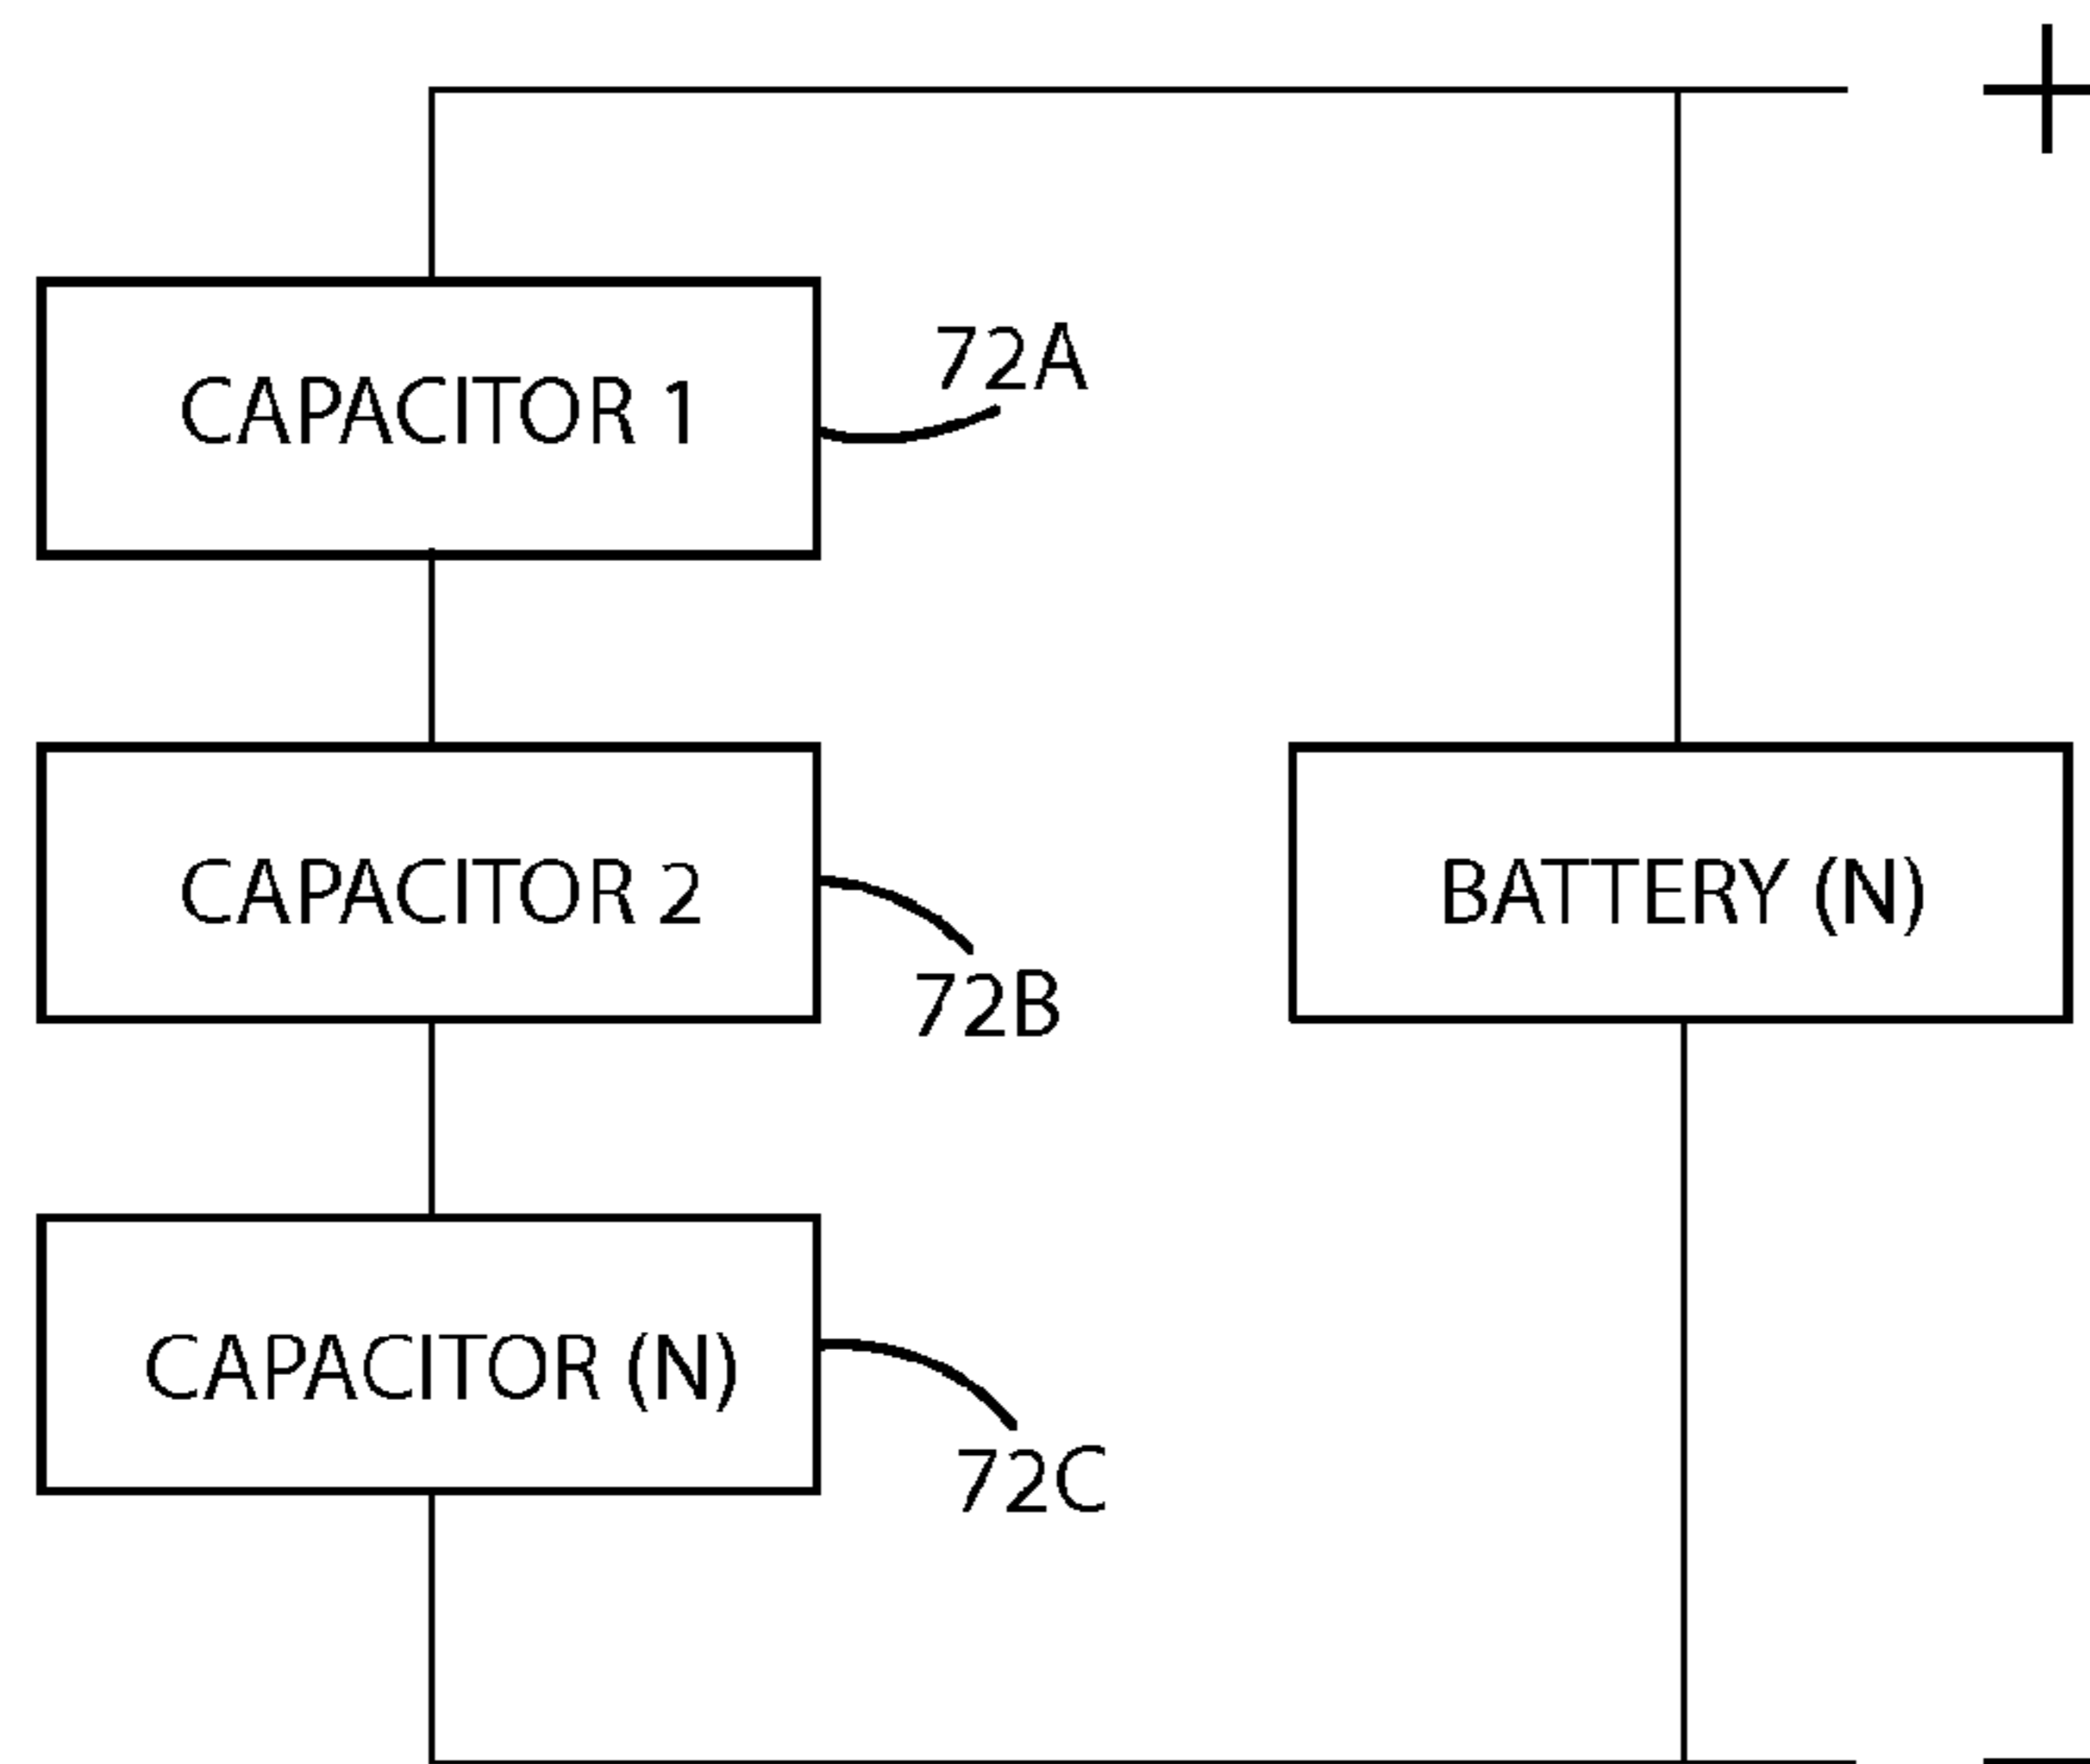 +
CAPACITOR 1
72A
CAPACITOR 2
72B
BATTERY (N)
CAPACITOR (N)
72C